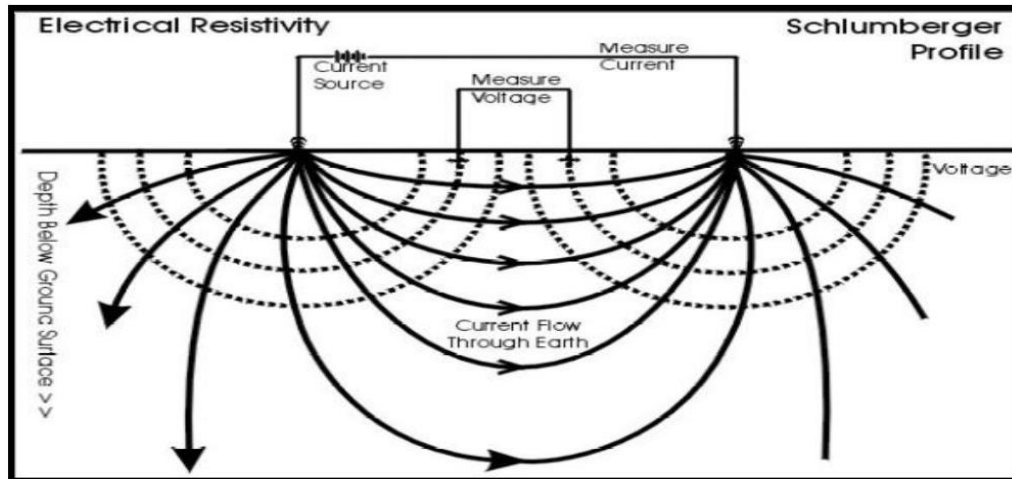 Electrical Resistivity
Schlumberger
Profile
Current
Source
Measure
Voltage
Measure
Current
Voltage
Depth Below Ground Surface > >
Current Flow
Through Earth